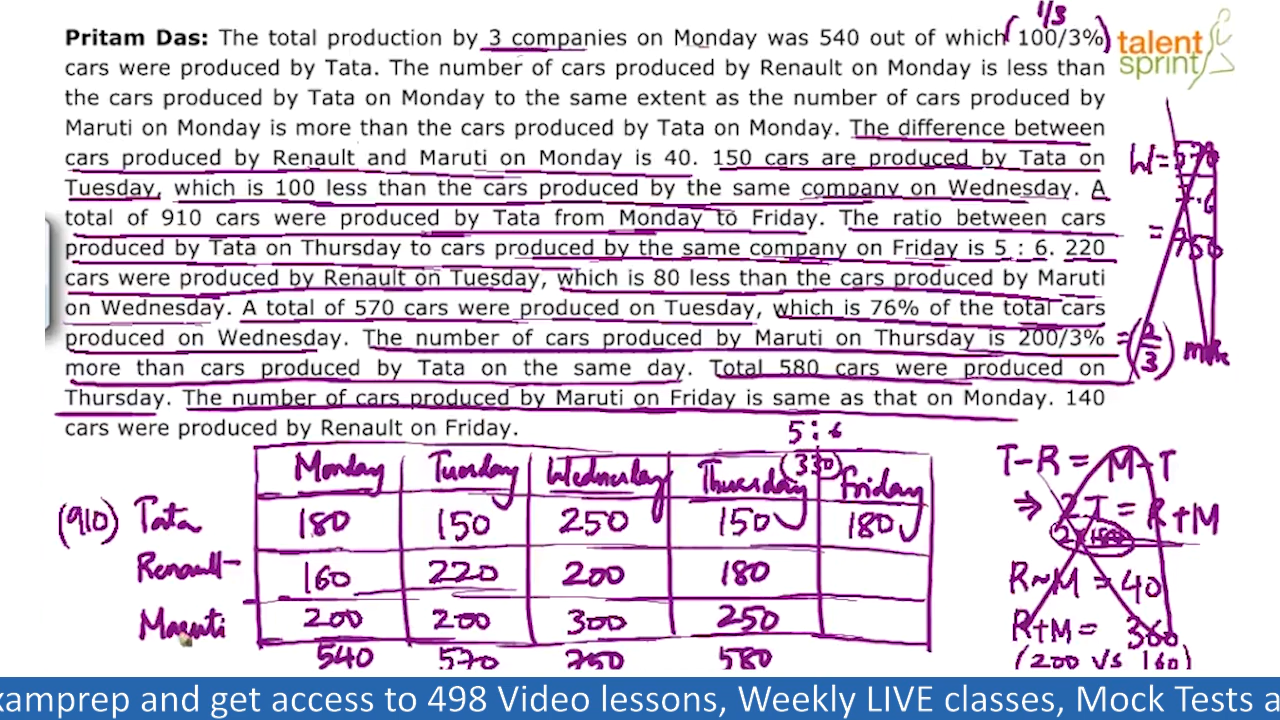 Pritam Das: The total production by 3 companies on Monday was 540 out of which 100/3%
1/3
cars were produced by Tata. The number of cars produced by Renault on Monday is less than
the cars produced by Tata on Monday to the same extent as the number of cars produced by
Maruti on Monday is more than the cars produced by Tata on Monday. The difference between
cars produced by Renault and Maruti on Monday is 40. 150 cars are produced by Tata on
Tuesday, which is 100 less than the cars produced by the same company on Wednesday. A
total of 910 cars were produced by Tata from Monday to Friday. The ratio between cars
produced by Tata on Thursday to cars produced by the same company on Friday is 5 : 6. 220
cars were produced by Renault on Tuesday, which is 80 less than the cars produced by Maruti
on Wednesday. A total of 570 cars were produced on Tuesday, which is 76% of the total cars
produced on Wednesday. The number of cars produced by Maruti on Thursday is 200/3%
more than cars produced by Tata on the same day. Total 580 cars were produced on
Thursday. The number of cars produced by Maruti on Friday is same as that on Monday. 140
cars were produced by Renault on Friday.
talent
sprint
W = 570
= 750
= (2/3) more
5 : 6
(330)
Monday Tuesday Wednesday Thursday Friday
(910) Tata 180 150 250 150 180
Renault 160 220 200 180
Maruti 200 200 300 250
540 570 750 580
T-R = M-T
⇒ 2T = R+M
R~M = 40
R+M = 360
(200 v/s 160)
examprep and get access to 498 Video lessons, Weekly LIVE classes, Mock Tests a